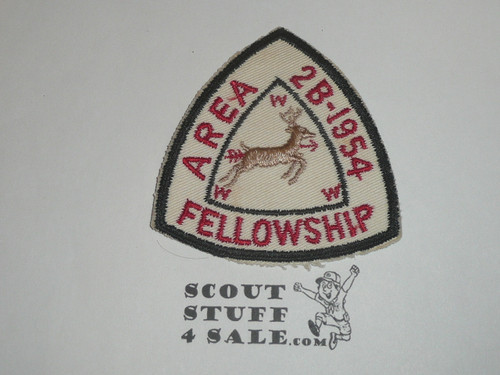 AREA 2B-1954
W
W W
FELLOWSHIP
SCOUT
STUFF
4 SALE.com